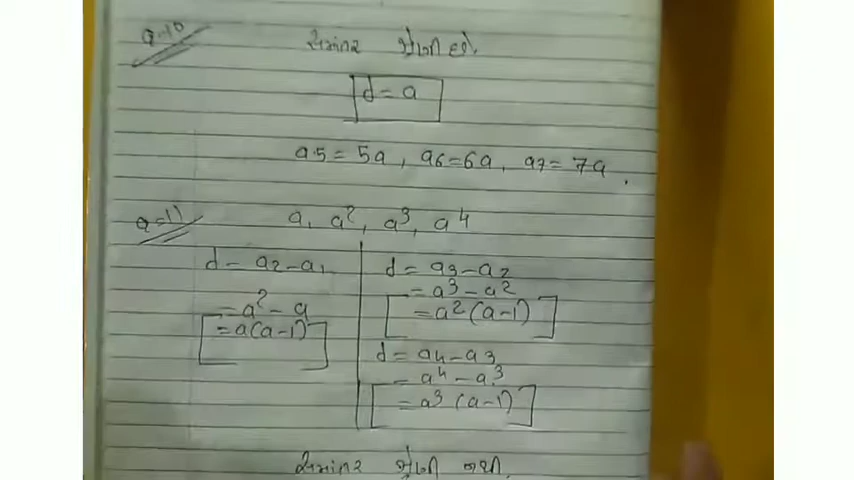 Q-10
સમાંતર શ્રેણી છે.
d = a
a5 = 5a, a6 = 6a, a7 = 7a.
Q-11
a, a², a³, a⁴
d = a2 - a1
= a² - a
= a(a-1)
d = a3 - a2
= a³ - a²
= a²(a-1)
d = a4 - a3
= a⁴ - a³
= a³ (a-1)
સમાંતર શ્રેણી નથી.